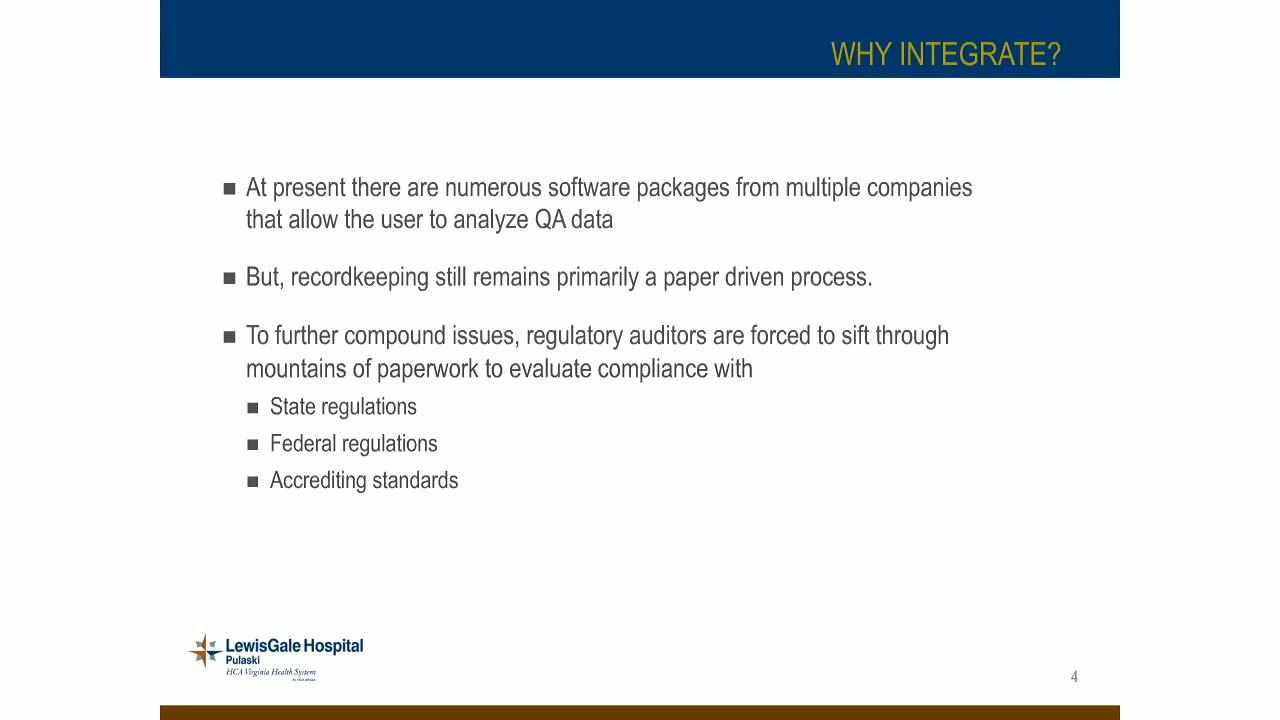 WHY INTEGRATE?
■ At present there are numerous software packages from multiple companies
that allow the user to analyze QA data
■ But, recordkeeping still remains primarily a paper driven process.
■ To further compound issues, regulatory auditors are forced to sift through
mountains of paperwork to evaluate compliance with
■ State regulations
■ Federal regulations
■ Accrediting standards
LewisGale Hospital
Pulaski
HCA Virginia Health System
4